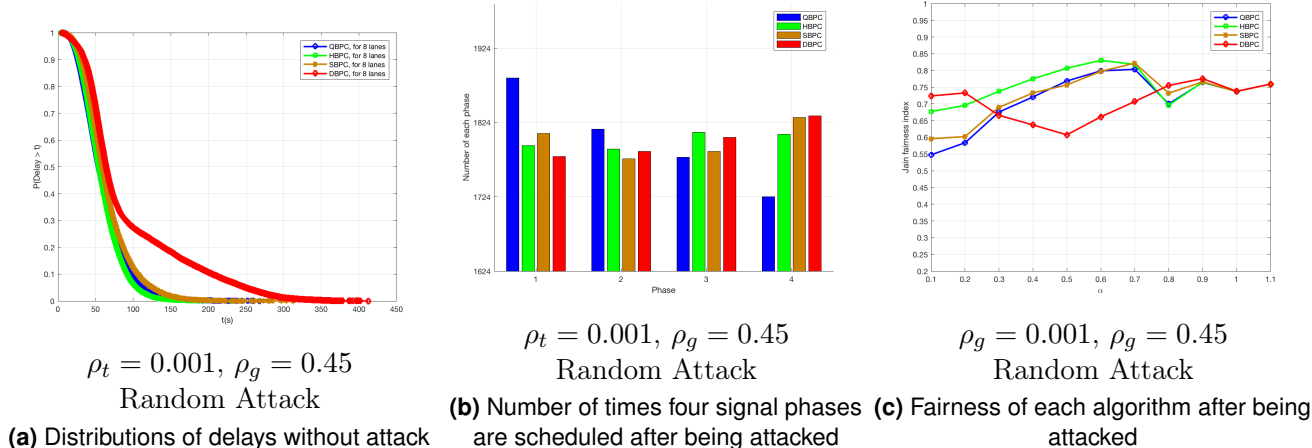 1
0.9
0.8
0.7
0.6
0.5
0.4
0.3
0.2
0.1
0
P(Delay > t)
0 50 100 150 200 250 300 350 400 450
t(s)
QBPC, for 8 lanes
HBPC, for 8 lanes
SBPC, for 8 lanes
DBPC, for 8 lanes
ρt = 0.001, ρg = 0.45
Random Attack
(a) Distributions of delays without attack
1924
1824
1724
1624
Number of each phase
1 2 3 4
Phase
QBPC
HBPC
SBPC
DBPC
ρt = 0.001, ρg = 0.45
Random Attack
(b) Number of times four signal phases
are scheduled after being attacked
1
0.95
0.9
0.85
0.8
0.75
0.7
0.65
0.6
0.55
0.5
0.45
0.4
0.35
0.3
0.25
0.2
Jain fairness index
0.1 0.2 0.3 0.4 0.5 0.6 0.7 0.8 0.9 1 1.1
α
QBPC
HBPC
SBPC
DBPC
ρg = 0.001, ρg = 0.45
Random Attack
(c) Fairness of each algorithm after being
attacked